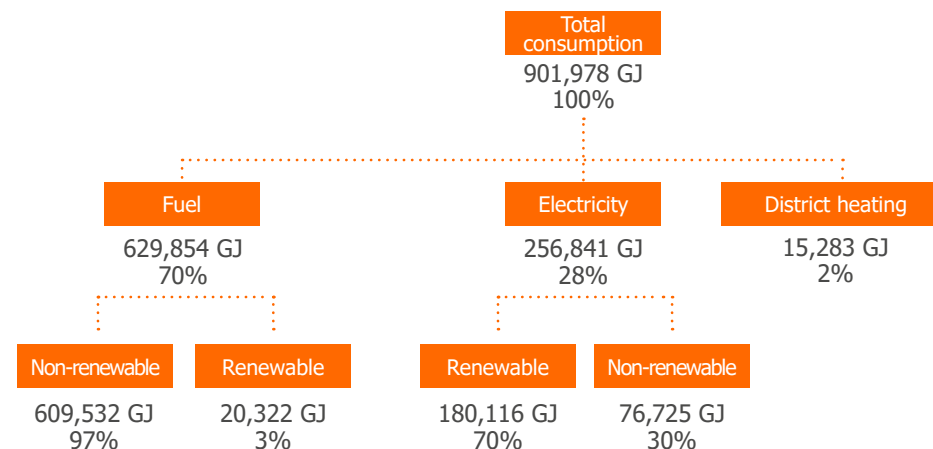 Total
consumption
901,978 GJ
100%
Fuel
629,854 GJ
70%
Electricity
256,841 GJ
28%
District heating
15,283 GJ
2%
Non-renewable
609,532 GJ
97%
Renewable
20,322 GJ
3%
Renewable
180,116 GJ
70%
Non-renewable
76,725 GJ
30%